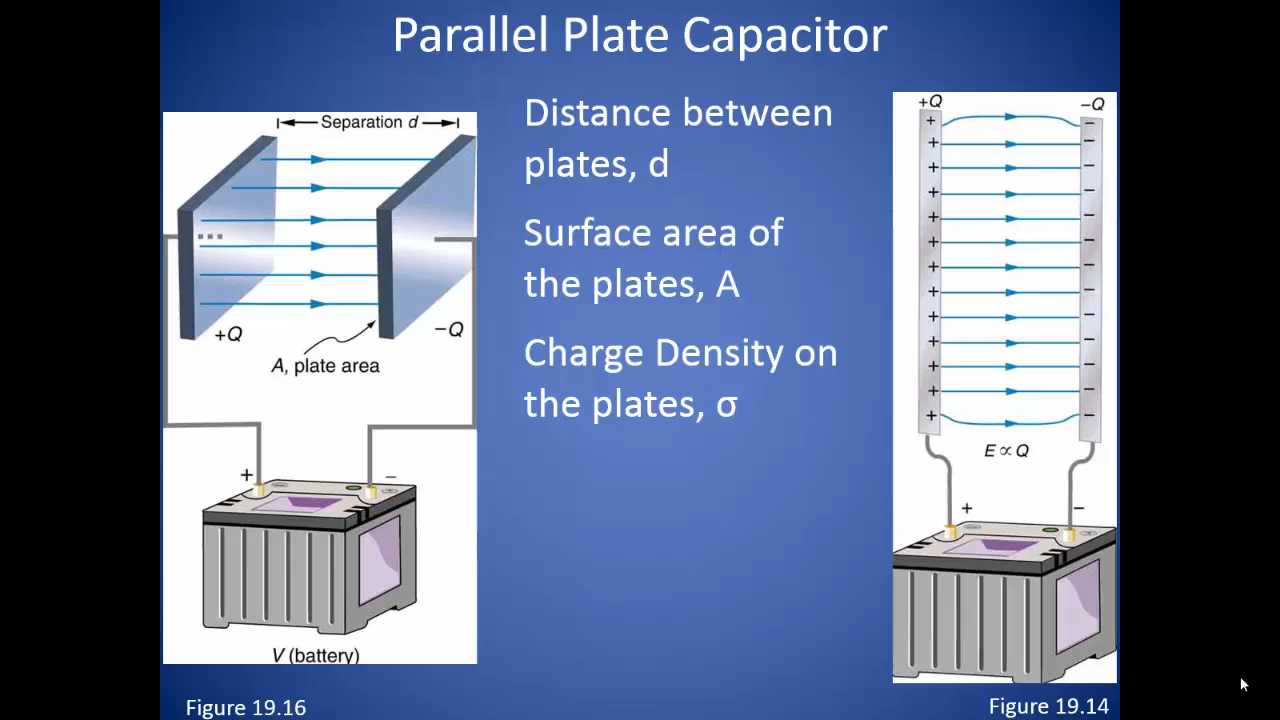 Parallel Plate Capacitor
Separation d
+Q
−Q
A, plate area
+
−
V (battery)
Figure 19.16
Distance between
plates, d
Surface area of
the plates, A
Charge Density on
the plates, σ
+Q
−Q
+ −
+ −
+ −
+ −
+ −
+ −
+ −
+ −
+ −
+ −
+ −
+ −
+ −
E ∝ Q
+
−
Figure 19.14